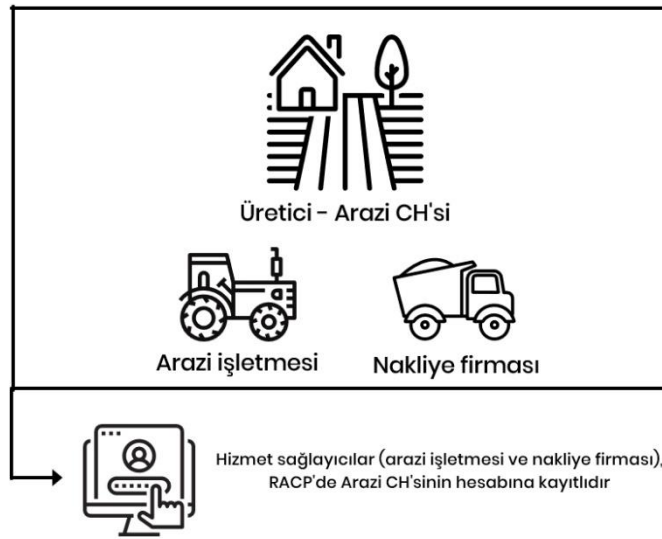 Üretici - Arazi CH'si
Arazi işletmesi
Nakliye firması
Hizmet sağlayıcılar (arazi işletmesi ve nakliye firması),
RACP'de Arazi CH'sinin hesabına kayıtlıdır